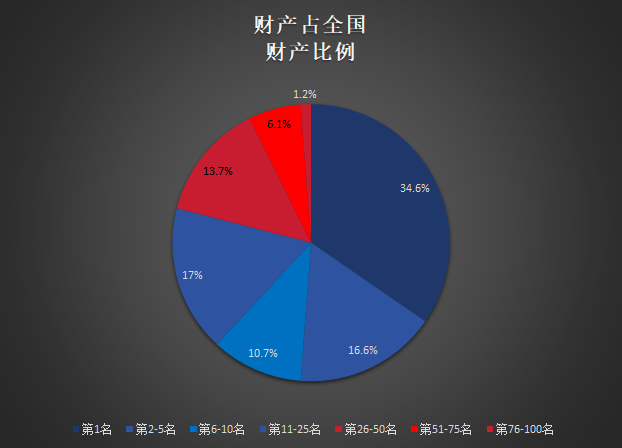 财产占全国
财产比例
1.2%
6.1%
34.6%
13.7%
17%
16.6%
10.7%
第1名 第2-5名 第6-10名 第11-25名 第26-50名 第51-75名 第76-100名